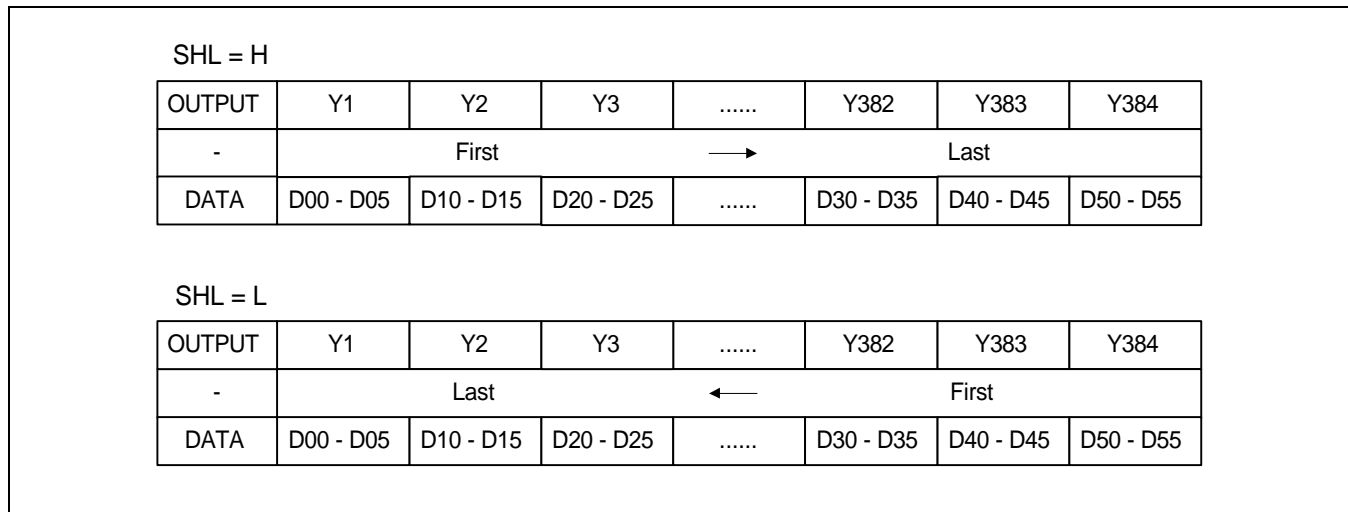 SHL = H
OUTPUT Y1 Y2 Y3 ...... Y382 Y383 Y384
- First Last
DATA D00 - D05 D10 - D15 D20 - D25 ...... D30 - D35 D40 - D45 D50 - D55
SHL = L
OUTPUT Y1 Y2 Y3 ...... Y382 Y383 Y384
- Last First
DATA D00 - D05 D10 - D15 D20 - D25 ...... D30 - D35 D40 - D45 D50 - D55